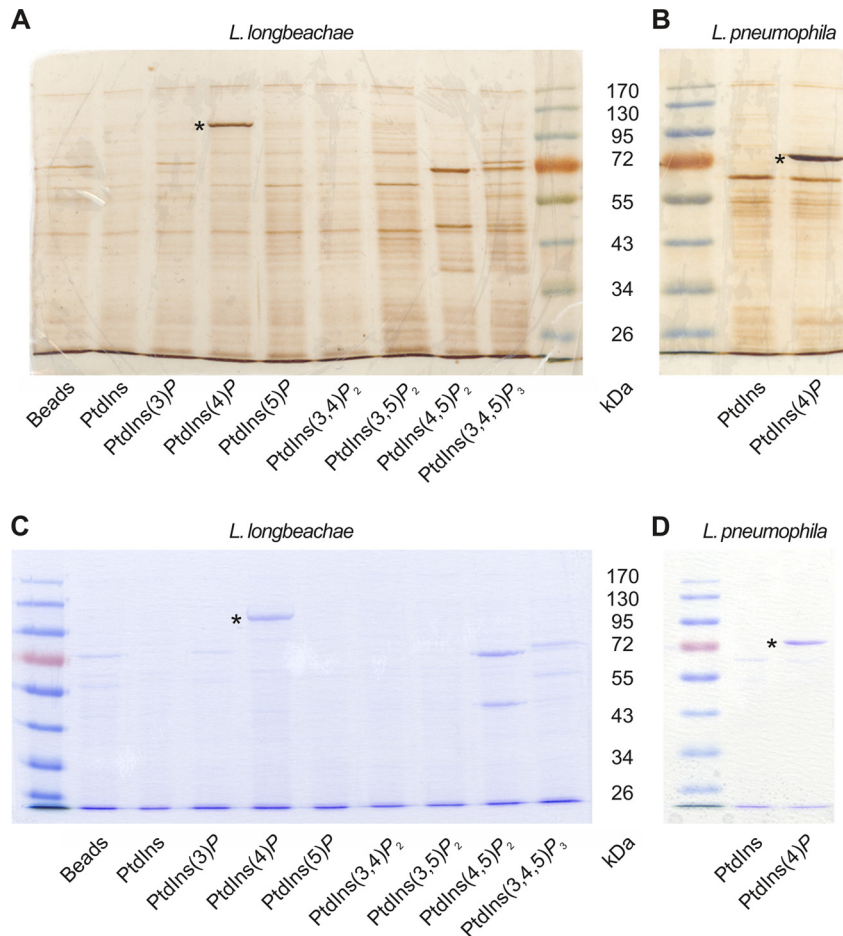 A
L. longbeachae
B
L. pneumophila
*
*
170
130
95
72
55
43
34
26
kDa
Beads
PtdIns
PtdIns(3)P
PtdIns(4)P
PtdIns(5)P
PtdIns(3,4)P₂
PtdIns(3,5)P₂
PtdIns(4,5)P₂
PtdIns(3,4,5)P₃
PtdIns
PtdIns(4)P
C
L. longbeachae
D
L. pneumophila
*
*
170
130
95
72
55
43
34
26
kDa
Beads
PtdIns
PtdIns(3)P
PtdIns(4)P
PtdIns(5)P
PtdIns(3,4)P₂
PtdIns(3,5)P₂
PtdIns(4,5)P₂
PtdIns(3,4,5)P₃
PtdIns
PtdIns(4)P